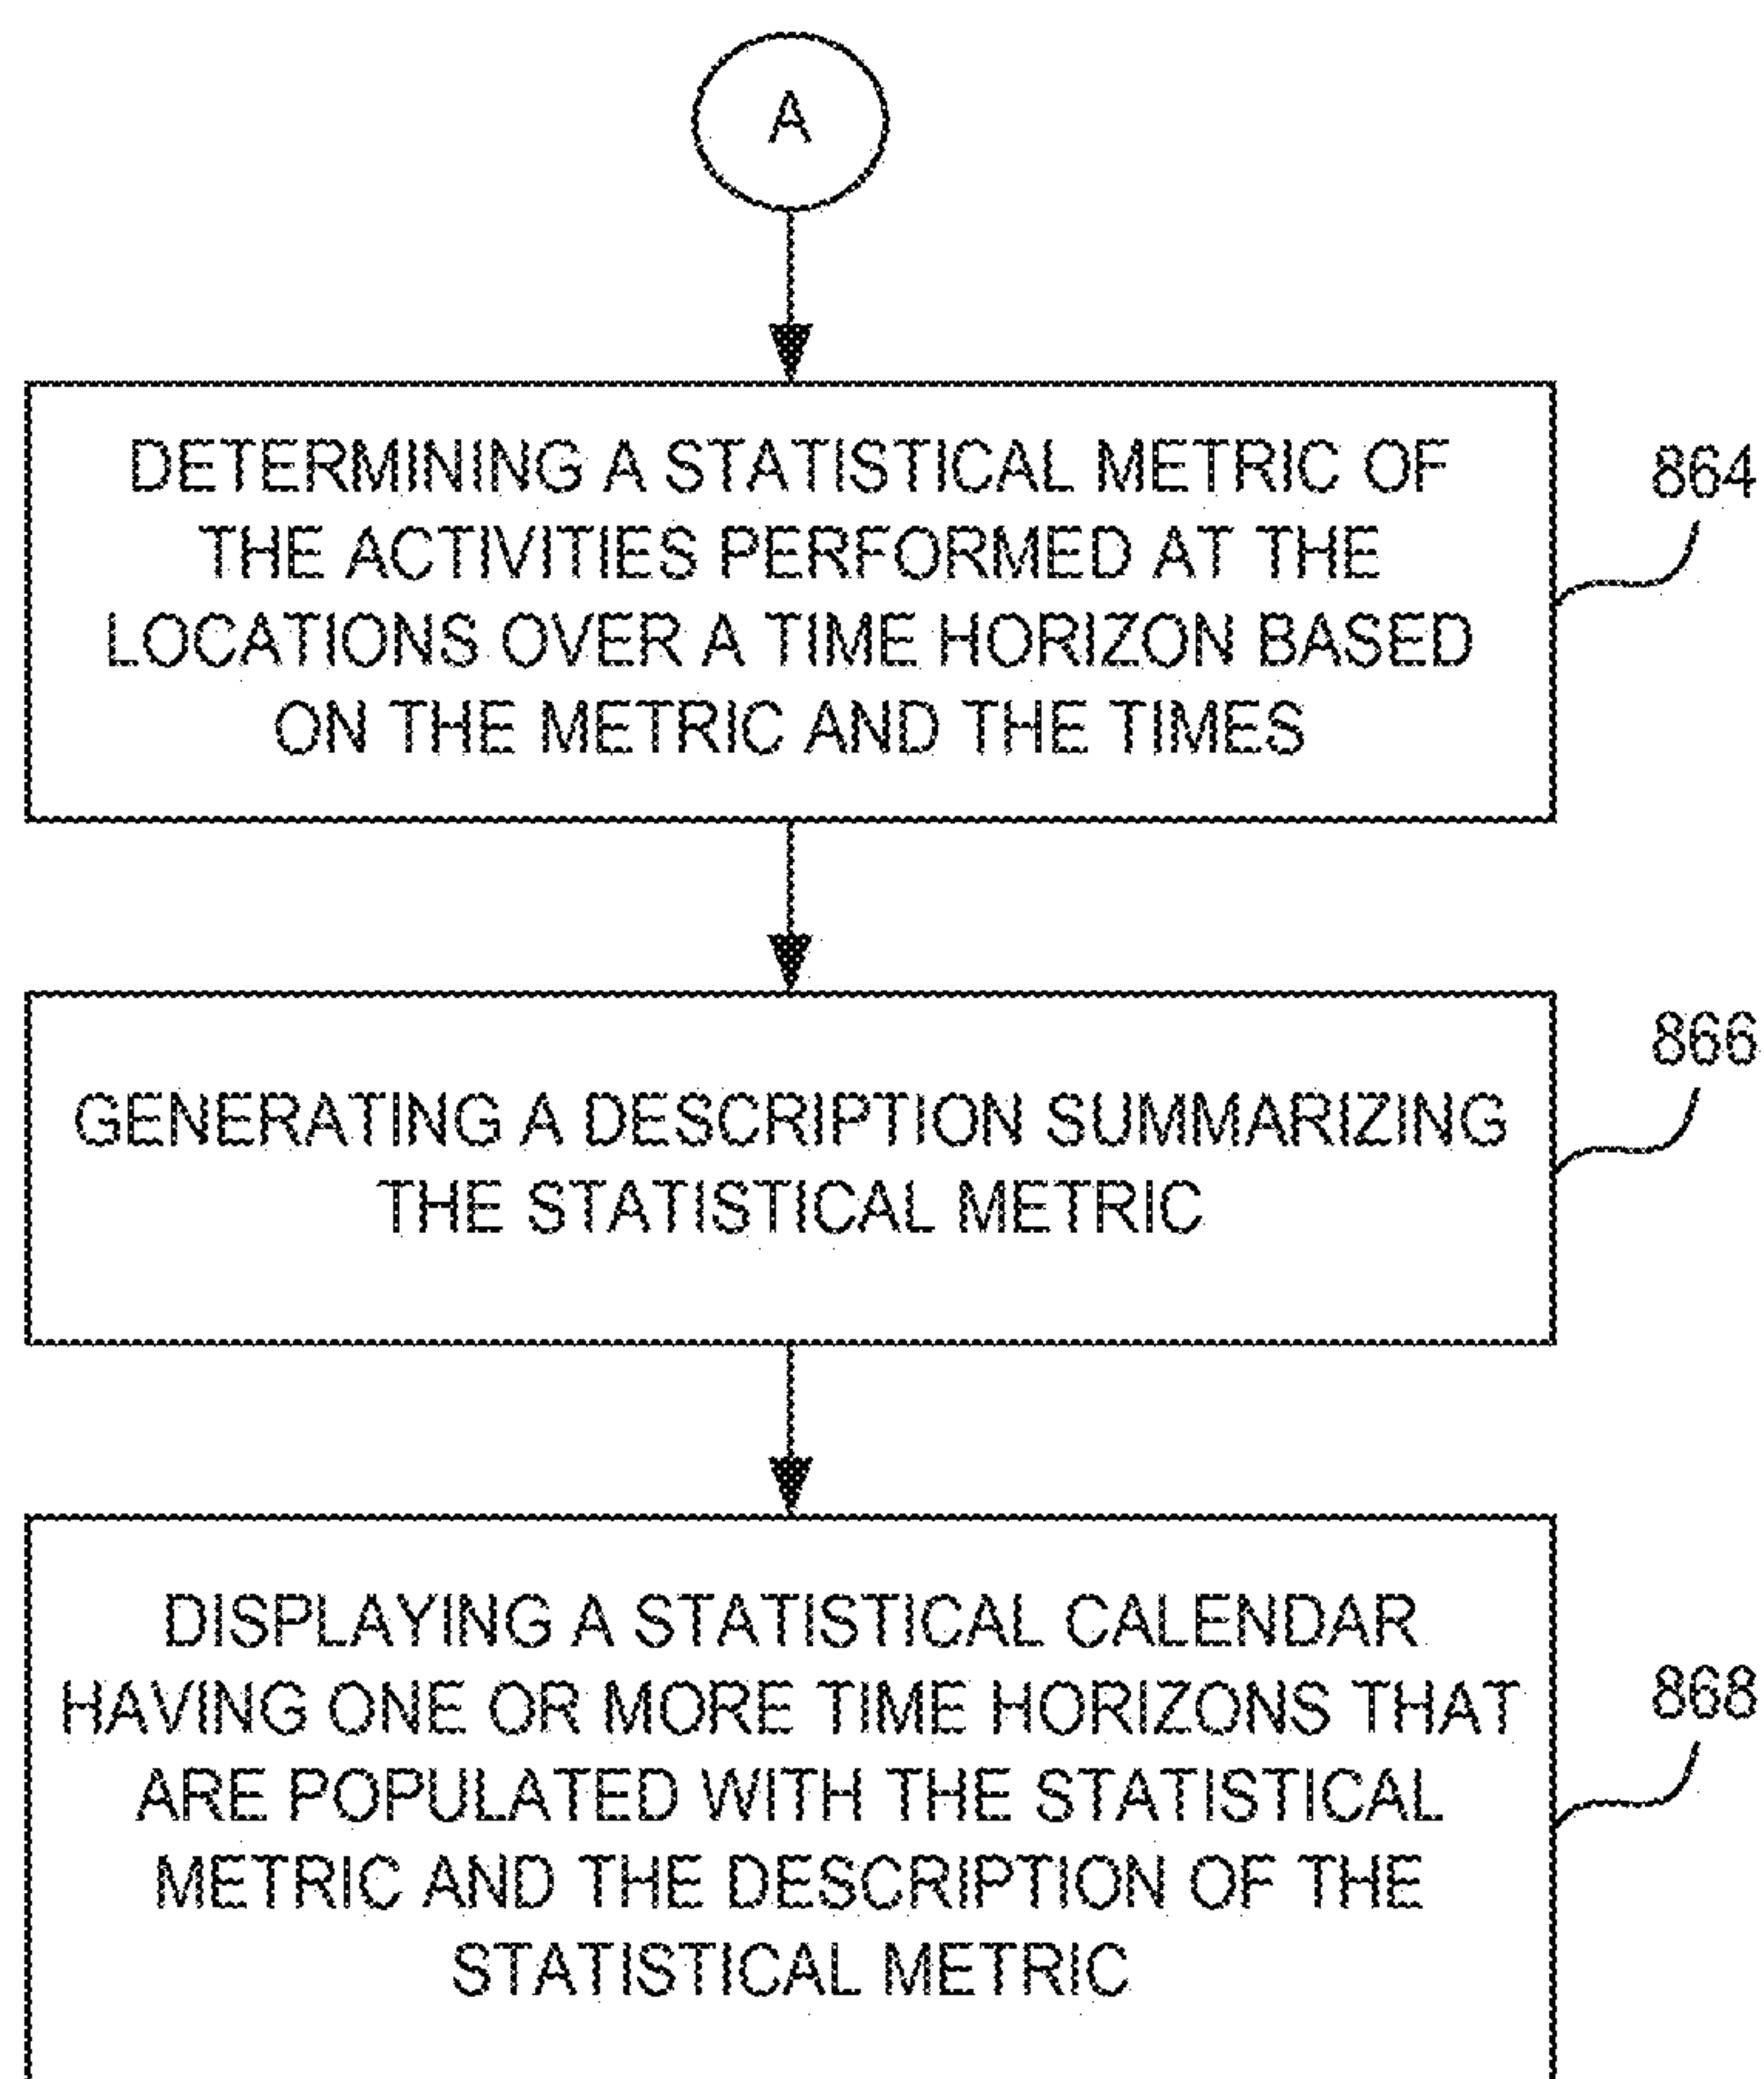 A
DETERMINING A STATISTICAL METRIC OF
THE ACTIVITIES PERFORMED AT THE
LOCATIONS OVER A TIME HORIZON BASED
ON THE METRIC AND THE TIMES
864
GENERATING A DESCRIPTION SUMMARIZING
THE STATISTICAL METRIC
866
DISPLAYING A STATISTICAL CALENDAR
HAVING ONE OR MORE TIME HORIZONS THAT
ARE POPULATED WITH THE STATISTICAL
METRIC AND THE DESCRIPTION OF THE
STATISTICAL METRIC
868